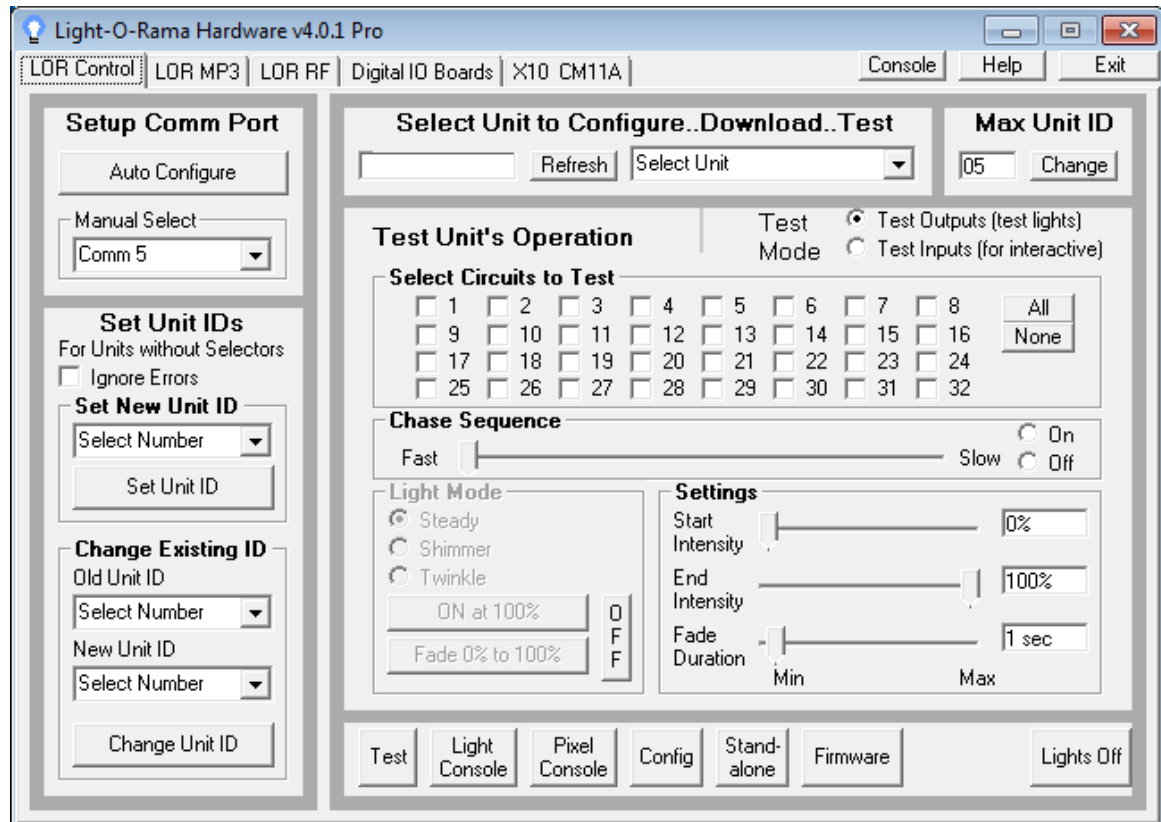 Light-O-Rama Hardware v4.0.1 Pro
LOR Control LOR MP3 LOR RF Digital IO Boards X10 CM11A Console Help Exit
Setup Comm Port
Auto Configure
Manual Select
Comm 5
Set Unit IDs
For Units without Selectors
Ignore Errors
Set New Unit ID
Select Number
Set Unit ID
Change Existing ID
Old Unit ID
Select Number
New Unit ID
Select Number
Change Unit ID
Select Unit to Configure..Download..Test
Refresh Select Unit
Max Unit ID
05 Change
Test Unit's Operation
Test Mode
Test Outputs (test lights)
Test Inputs (for interactive)
Select Circuits to Test
1 2 3 4 5 6 7 8 All
9 10 11 12 13 14 15 16 None
17 18 19 20 21 22 23 24
25 26 27 28 29 30 31 32
Chase Sequence
Fast Slow
On
Off
Light Mode
Steady
Shimmer
Twinkle
ON at 100%
Fade 0% to 100%
OFF
Settings
Start
Intensity
0%
End
Intensity
100%
Fade
Duration
1 sec
Min Max
Test
Light
Console
Pixel
Console
Config
Stand-
alone
Firmware
Lights Off